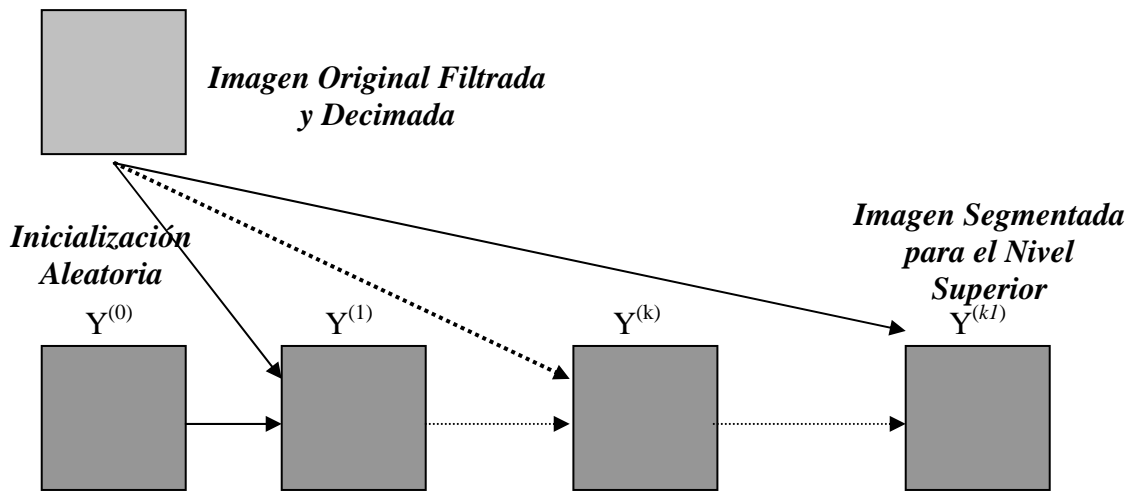 Imagen Original Filtrada
y Decimada
Inicialización
Aleatoria
Imagen Segmentada
para el Nivel
Superior
Y(0)
Y(1)
Y(k)
Y(k1)